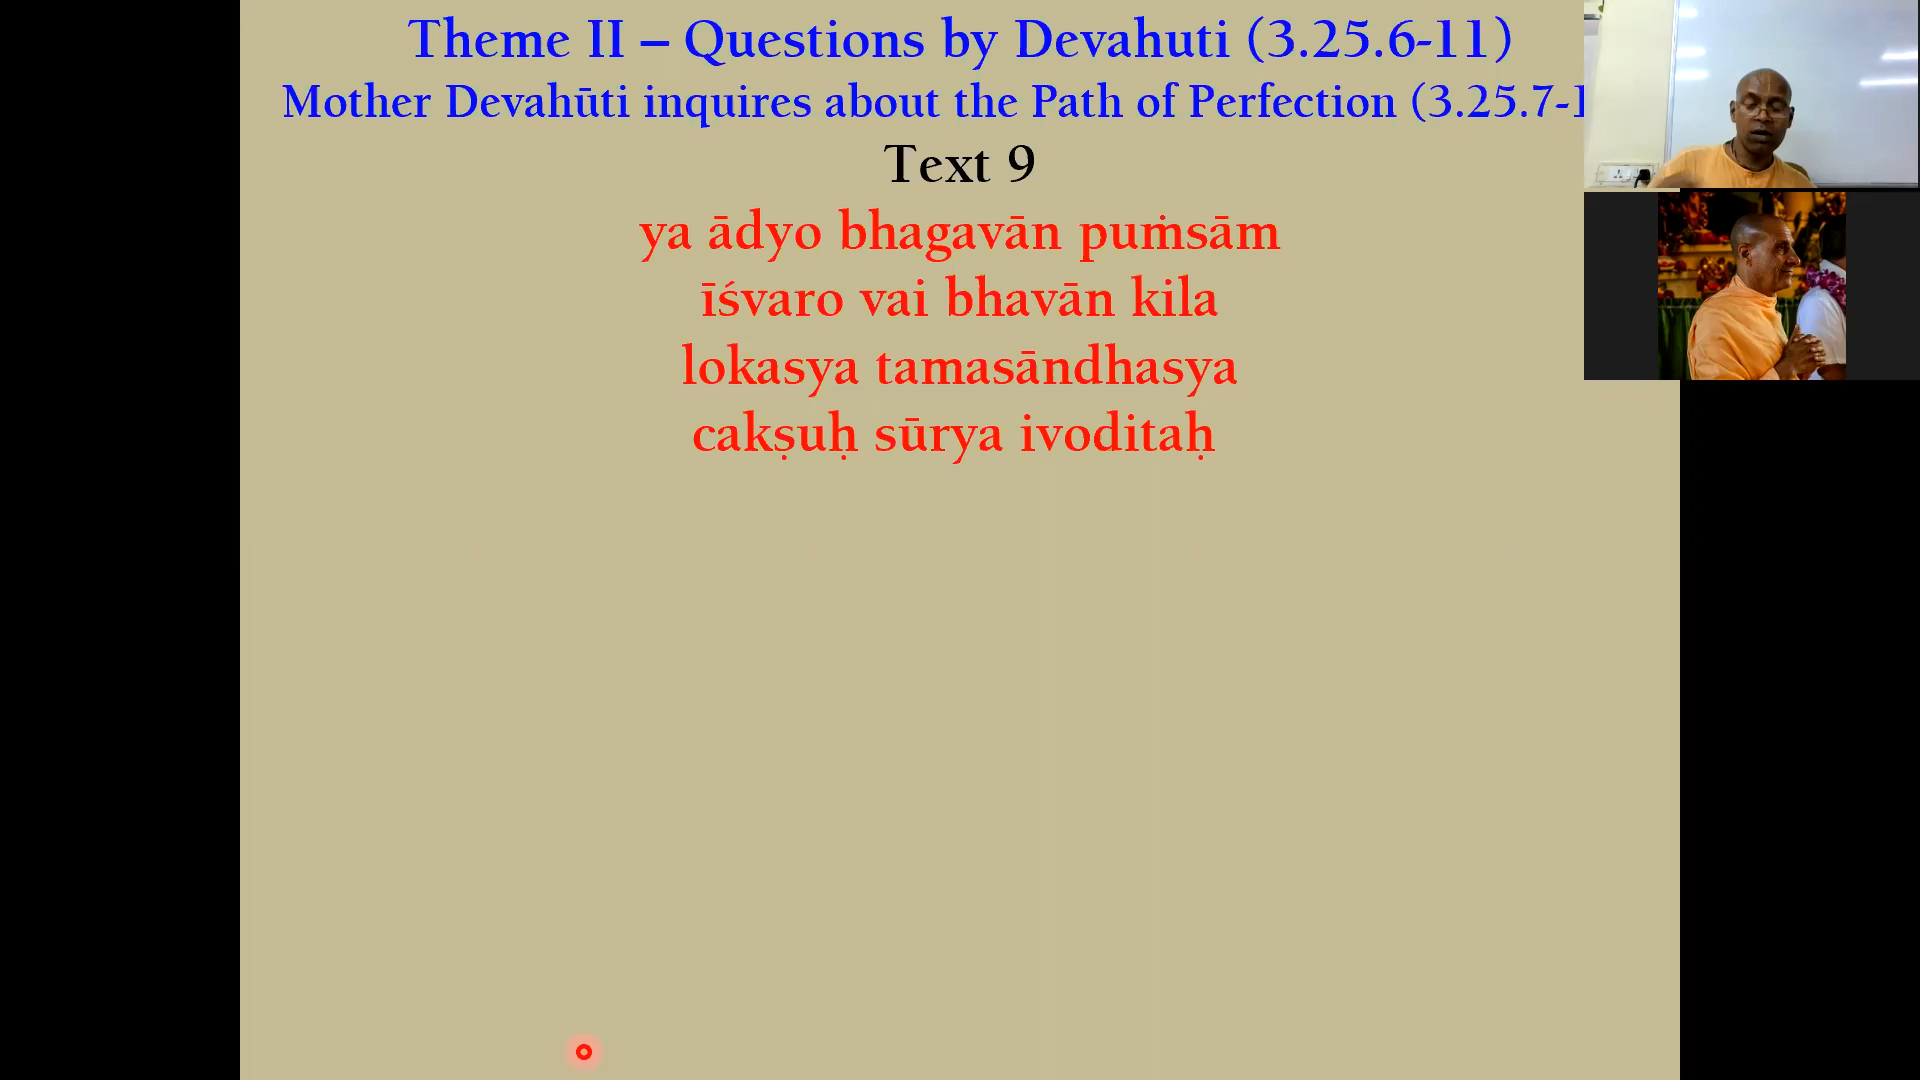 Theme II – Questions by Devahuti (3.25.6-11)
Mother Devahūti inquires about the Path of Perfection (3.25.7-
Text 9
ya ādyo bhagavān puṁsām
īśvaro vai bhavān kila
lokasya tamasāndhasya
cakṣuḥ sūrya ivoditaḥ